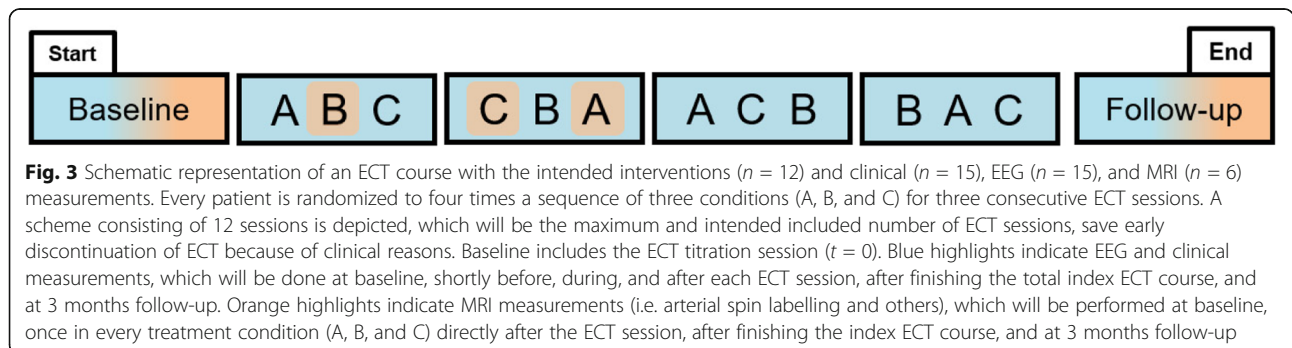 Start
End
Baseline
A B C
C B A
A C B
B A C
Follow-up
Fig. 3 Schematic representation of an ECT course with the intended interventions (n = 12) and clinical (n = 15), EEG (n = 15), and MRI (n = 6)
measurements. Every patient is randomized to four times a sequence of three conditions (A, B, and C) for three consecutive ECT sessions. A
scheme consisting of 12 sessions is depicted, which will be the maximum and intended included number of ECT sessions, save early
discontinuation of ECT because of clinical reasons. Baseline includes the ECT titration session (t = 0). Blue highlights indicate EEG and clinical
measurements, which will be done at baseline, shortly before, during, and after each ECT session, after finishing the total index ECT course, and
at 3 months follow-up. Orange highlights indicate MRI measurements (i.e. arterial spin labelling and others), which will be performed at baseline,
once in every treatment condition (A, B, and C) directly after the ECT session, after finishing the index ECT course, and at 3 months follow-up